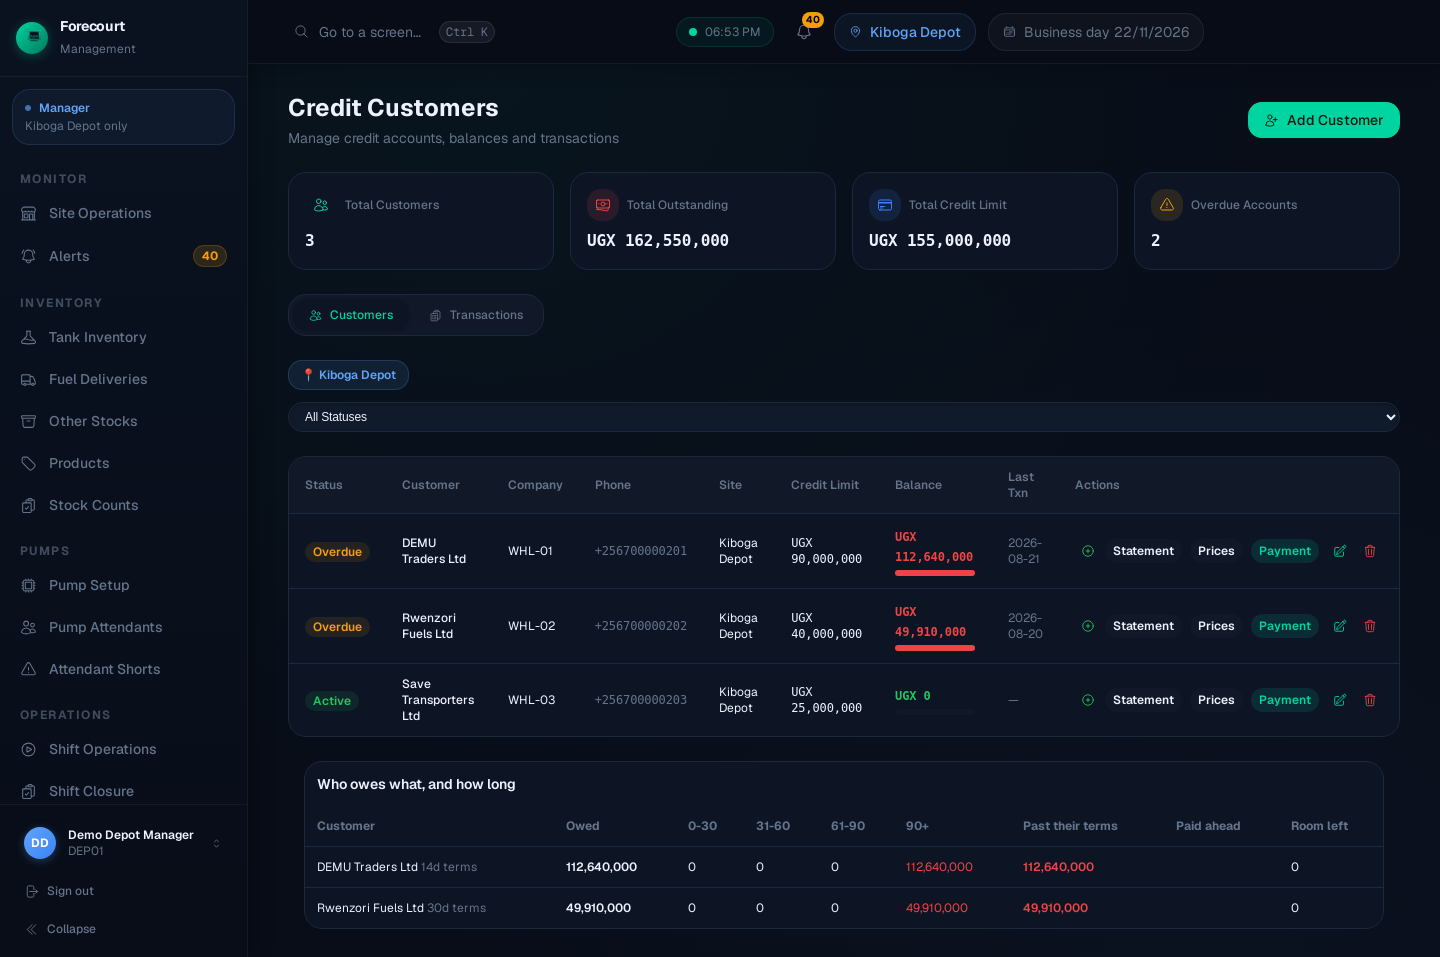 Forecourt
Management
Go to a screen...
Ctrl K
06:53 PM
40
Kiboga Depot
Business day 22/11/2026
Manager
Kiboga Depot only
MONITOR
Site Operations
Alerts
40
INVENTORY
Tank Inventory
Fuel Deliveries
Other Stocks
Products
Stock Counts
PUMPS
Pump Setup
Pump Attendants
Attendant Shorts
OPERATIONS
Shift Operations
Shift Closure
DD
Demo Depot Manager
DEP01
Sign out
Collapse
Credit Customers
Manage credit accounts, balances and transactions
Add Customer
Total Customers
3
Total Outstanding
UGX 162,550,000
Total Credit Limit
UGX 155,000,000
Overdue Accounts
2
Customers
Transactions
📍 Kiboga Depot
All Statuses
Status Customer Company Phone Site Credit Limit Balance Last Txn Actions
Overdue DEMU Traders Ltd WHL-01 +256700000201 Kiboga Depot UGX 90,000,000 UGX 112,640,000 2026-08-21 Statement Prices Payment
Overdue Rwenzori Fuels Ltd WHL-02 +256700000202 Kiboga Depot UGX 40,000,000 UGX 49,910,000 2026-08-20 Statement Prices Payment
Active Save Transporters Ltd WHL-03 +256700000203 Kiboga Depot UGX 25,000,000 UGX 0 — Statement Prices Payment
Who owes what, and how long
Customer Owed 0-30 31-60 61-90 90+ Past their terms Paid ahead Room left
DEMU Traders Ltd 14d terms 112,640,000 0 0 0 112,640,000 112,640,000 0
Rwenzori Fuels Ltd 30d terms 49,910,000 0 0 0 49,910,000 49,910,000 0